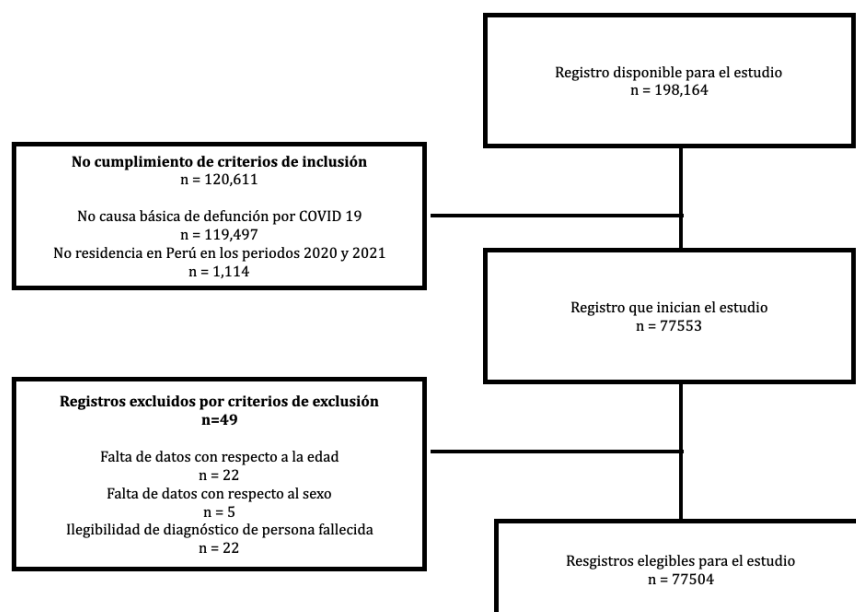 Registro disponible para el estudio
n = 198,164
No cumplimiento de criterios de inclusión
n = 120,611
No causa básica de defunción por COVID 19
n = 119,497
No residencia en Perú en los periodos 2020 y 2021
n = 1,114
Registro que inician el estudio
n = 77553
Registros excluidos por criterios de exclusión
n=49
Falta de datos con respecto a la edad
n = 22
Falta de datos con respecto al sexo
n = 5
Ilegibilidad de diagnóstico de persona fallecida
n = 22
Resgistros elegibles para el estudio
n = 77504